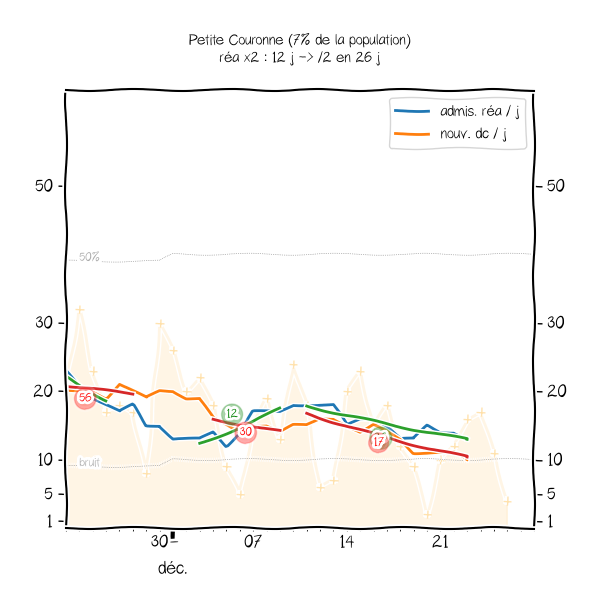 Petite Couronne (7% de la population)
réa x2 : 12 j -> /2 en 26 j
admis. réa / j
nouv. dc / j
50 50
50%
30 30
20 20
56 12 30 17
10 bruit 10
5 5
1 1
30 07 14 21
déc.